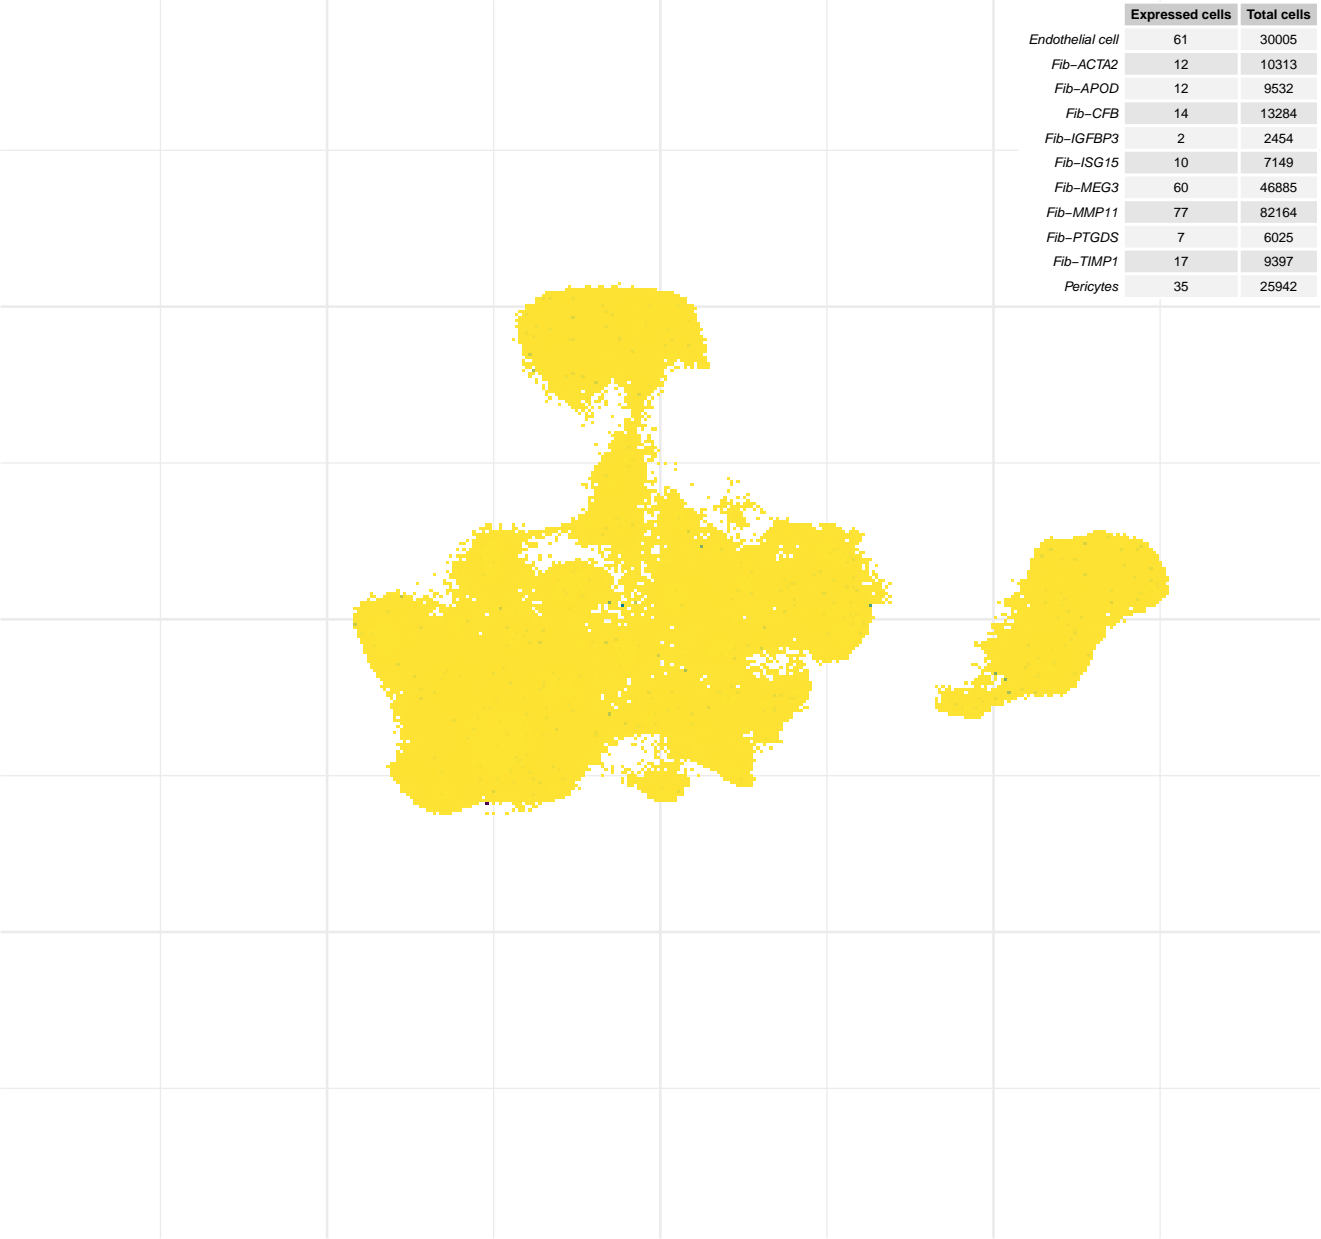 Expressed cells Total cells
Endothelial cell 61 30005
Fib−ACTA2 12 10313
Fib−APOD 12 9532
Fib−CFB 14 13284
Fib−IGFBP3 2 2454
Fib−ISG15 10 7149
Fib−MEG3 60 46885
Fib−MMP11 77 82164
Fib−PTGDS 7 6025
Fib−TIMP1 17 9397
Pericytes 35 25942